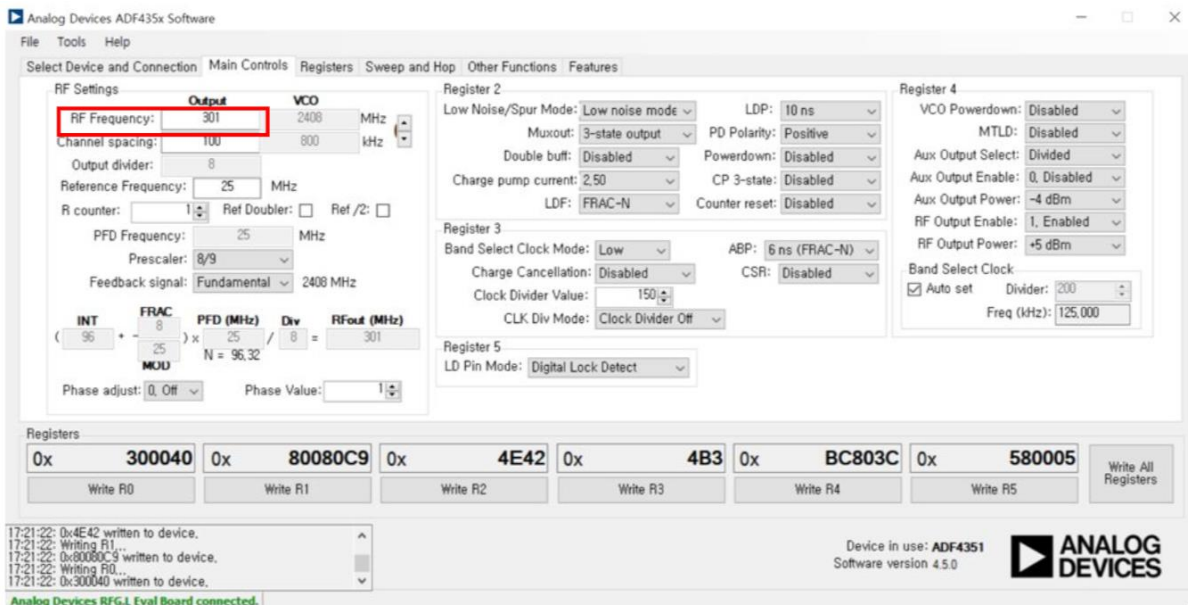 Analog Devices ADF435x Software
File Tools Help
Select Device and Connection Main Controls Registers Sweep and Hop Other Functions Features
RF Settings
Output VCO
RF Frequency: 301 2408 MHz
Channel spacing: 100 800 kHz
Output divider: 8
Reference Frequency: 25 MHz
R counter: 1 Ref Doubler: Ref /2:
PFD Frequency: 25 MHz
Prescaler: 8/9
Feedback signal: Fundamental 2408 MHz
INT FRAC PFD (MHz) Div RFout (MHz)
( 96 + 8 ) x 25 / 8 = 301
25 N = 96,32
MOD
Phase adjust: 0, Off Phase Value: 1
Register 2
Low Noise/Spur Mode: Low noise mode LDP: 10 ns
Muxout: 3-state output PD Polarity: Positive
Double buff: Disabled Powerdown: Disabled
Charge pump current: 2,50 CP 3-state: Disabled
LDF: FRAC-N Counter reset: Disabled
Register 3
Band Select Clock Mode: Low ABP: 6 ns (FRAC-N)
Charge Cancellation: Disabled CSR: Disabled
Clock Divider Value: 150
CLK Div Mode: Clock Divider Off
Register 5
LD Pin Mode: Digital Lock Detect
Register 4
VCO Powerdown: Disabled
MTLD: Disabled
Aux Output Select: Divided
Aux Output Enable: 0, Disabled
Aux Output Power: -4 dBm
RF Output Enable: 1, Enabled
RF Output Power: +5 dBm
Band Select Clock
Auto set Divider: 200
Freq (kHz): 125,000
Registers
0x 300040 0x 80080C9 0x 4E42 0x 4B3 0x BC803C 0x 580005
Write R0 Write R1 Write R2 Write R3 Write R4 Write R5 Write All Registers
17:21:22: 0x4E42 written to device,
17:21:22: Writing R1,,,
17:21:22: 0x80080C9 written to device,
17:21:22: Writing R0,,,
17:21:22: 0x300040 written to device,
Device in use: ADF4351
Software version 4.5.0
ANALOG
DEVICES
Analog Devices RFG.L Eval Board connected.